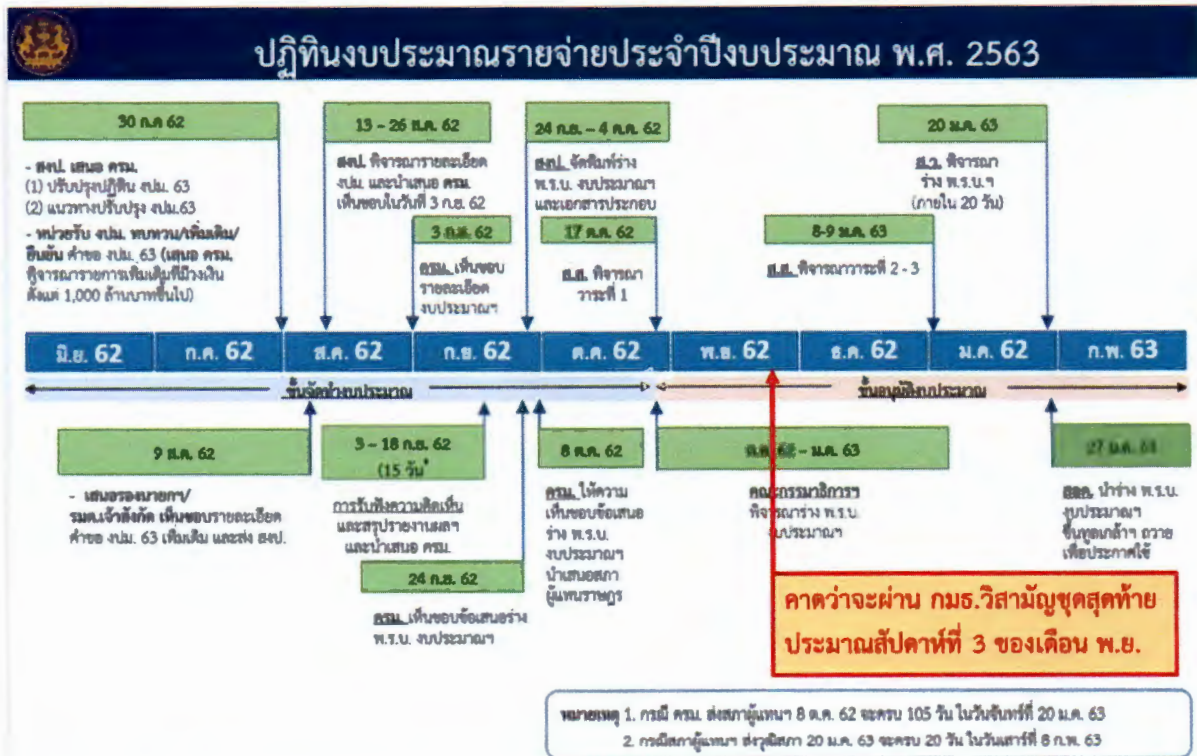 ปฏิทินงบประมาณรายจ่ายประจำปีงบประมาณ พ.ศ. 2563
30 ก.ค 62
- สงป. เสนอ ครม.
(1) ปรับปรุงปฏิทิน งปม. 63
(2) แนวทางปรับปรุง งปม.63
- หน่วยรับ งปม. ทบทวน/เพิ่มเติม/
ยืนยัน คำขอ งปม. 63 (เสนอ ครม.
พิจารณารายการเพิ่มเติมที่มีวงเงิน
ตั้งแต่ 1,000 ล้านบาทขึ้นไป)
13 – 26 ส.ค. 62
สงป. พิจารณารายละเอียด
งปม. และนำเสนอ ครม.
เห็นชอบในวันที่ 3 ก.ย. 62
3 ก.ย. 62
ครม. เห็นชอบ
รายละเอียด
งบประมาณฯ
24 ก.ย. – 4 ต.ค. 62
สงป. จัดพิมพ์ร่าง
พ.ร.บ. งบประมาณฯ
และเอกสารประกอบ
17 ต.ค. 62
ส.ส. พิจารณา
วาระที่ 1
8-9 ม.ค. 63
ส.ส. พิจารณาวาระที่ 2 - 3
20 ม.ค. 63
ส.ว. พิจารณา
ร่าง พ.ร.บ.ฯ
(ภายใน 20 วัน)
มิ.ย. 62 ก.ค. 62 ส.ค. 62 ก.ย. 62 ต.ค. 62 พ.ย. 62 ธ.ค. 62 ม.ค. 62 ก.พ. 63
ขั้นจัดทำงบประมาณ
ขั้นอนุมัติงบประมาณ
9 ส.ค. 62
- เสนอรองนายกฯ/
รมต.เจ้าสังกัด เห็นชอบรายละเอียด
คำขอ งปม. 63 เพิ่มเติม และส่ง สงป.
3 – 18 ก.ย. 62
(15 วัน)
การรับฟังความคิดเห็น
และสรุปรายงานผลฯ
และนำเสนอ ครม.
24 ก.ย. 62
ครม. เห็นชอบข้อเสนอร่าง
พ.ร.บ. งบประมาณฯ
8 ต.ค. 62
ครม. ให้ความ
เห็นชอบข้อเสนอ
ร่าง พ.ร.บ.
งบประมาณฯ
นำเสนอสภา
ผู้แทนราษฎร
ต.ค. 62 – ม.ค. 63
คณะกรรมาธิการฯ
พิจารณาร่าง พ.ร.บ.
งบประมาณฯ
27 ม.ค.
สลค. นำร่าง พ.ร.บ.
งบประมาณฯ
ขึ้นทูลเกล้าฯ ถวาย
เพื่อประกาศใช้
คาดว่าจะผ่าน กมธ.วิสามัญชุดสุดท้าย
ประมาณสัปดาห์ที่ 3 ของเดือน พ.ย.
หมายเหตุ 1. กรณี ครม. ส่งสภาผู้แทนฯ 8 ต.ค. 62 จะครบ 105 วัน ในวันจันทร์ที่ 20 ม.ค. 63
2. กรณีสภาผู้แทนฯ ส่งวุฒิสภา 20 ม.ค. 63 จะครบ 20 วัน ในวันเสาร์ที่ 8 ก.พ. 63